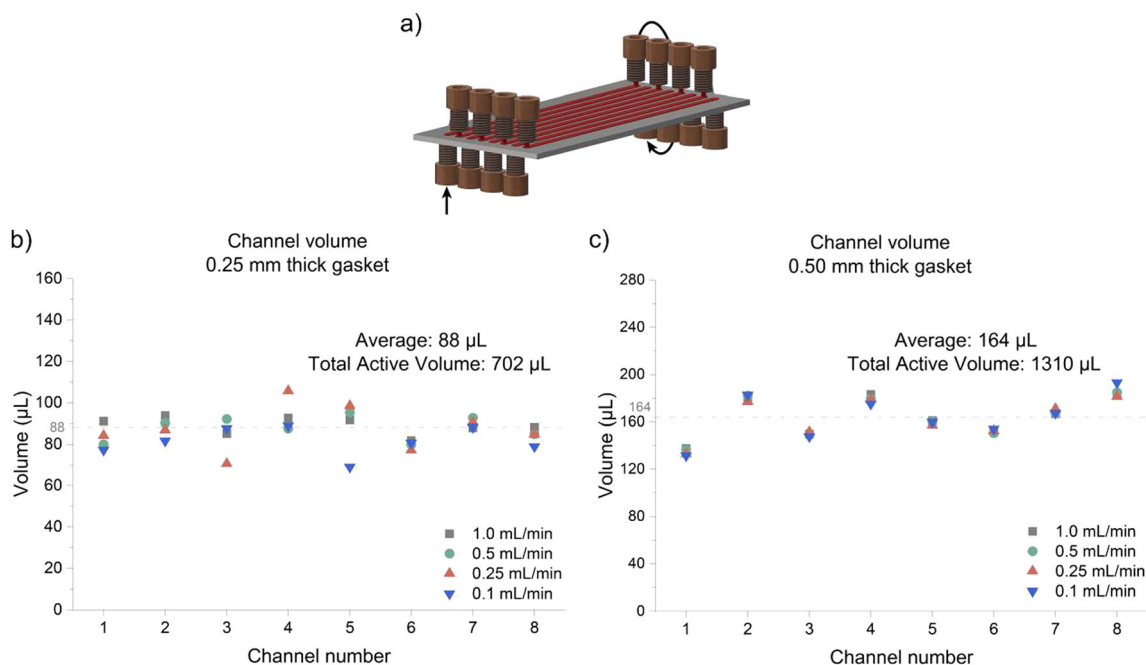 a)
b)
Channel volume
0.25 mm thick gasket
160
140
120
100
88
80
60
40
20
0
Volume (µL)
Average: 88 µL
Total Active Volume: 702 µL
1.0 mL/min
0.5 mL/min
0.25 mL/min
0.1 mL/min
1 2 3 4 5 6 7 8
Channel number
c)
Channel volume
0.50 mm thick gasket
280
240
200
164
160
120
80
40
0
Volume (µL)
Average: 164 µL
Total Active Volume: 1310 µL
1.0 mL/min
0.5 mL/min
0.25 mL/min
0.1 mL/min
1 2 3 4 5 6 7 8
Channel number